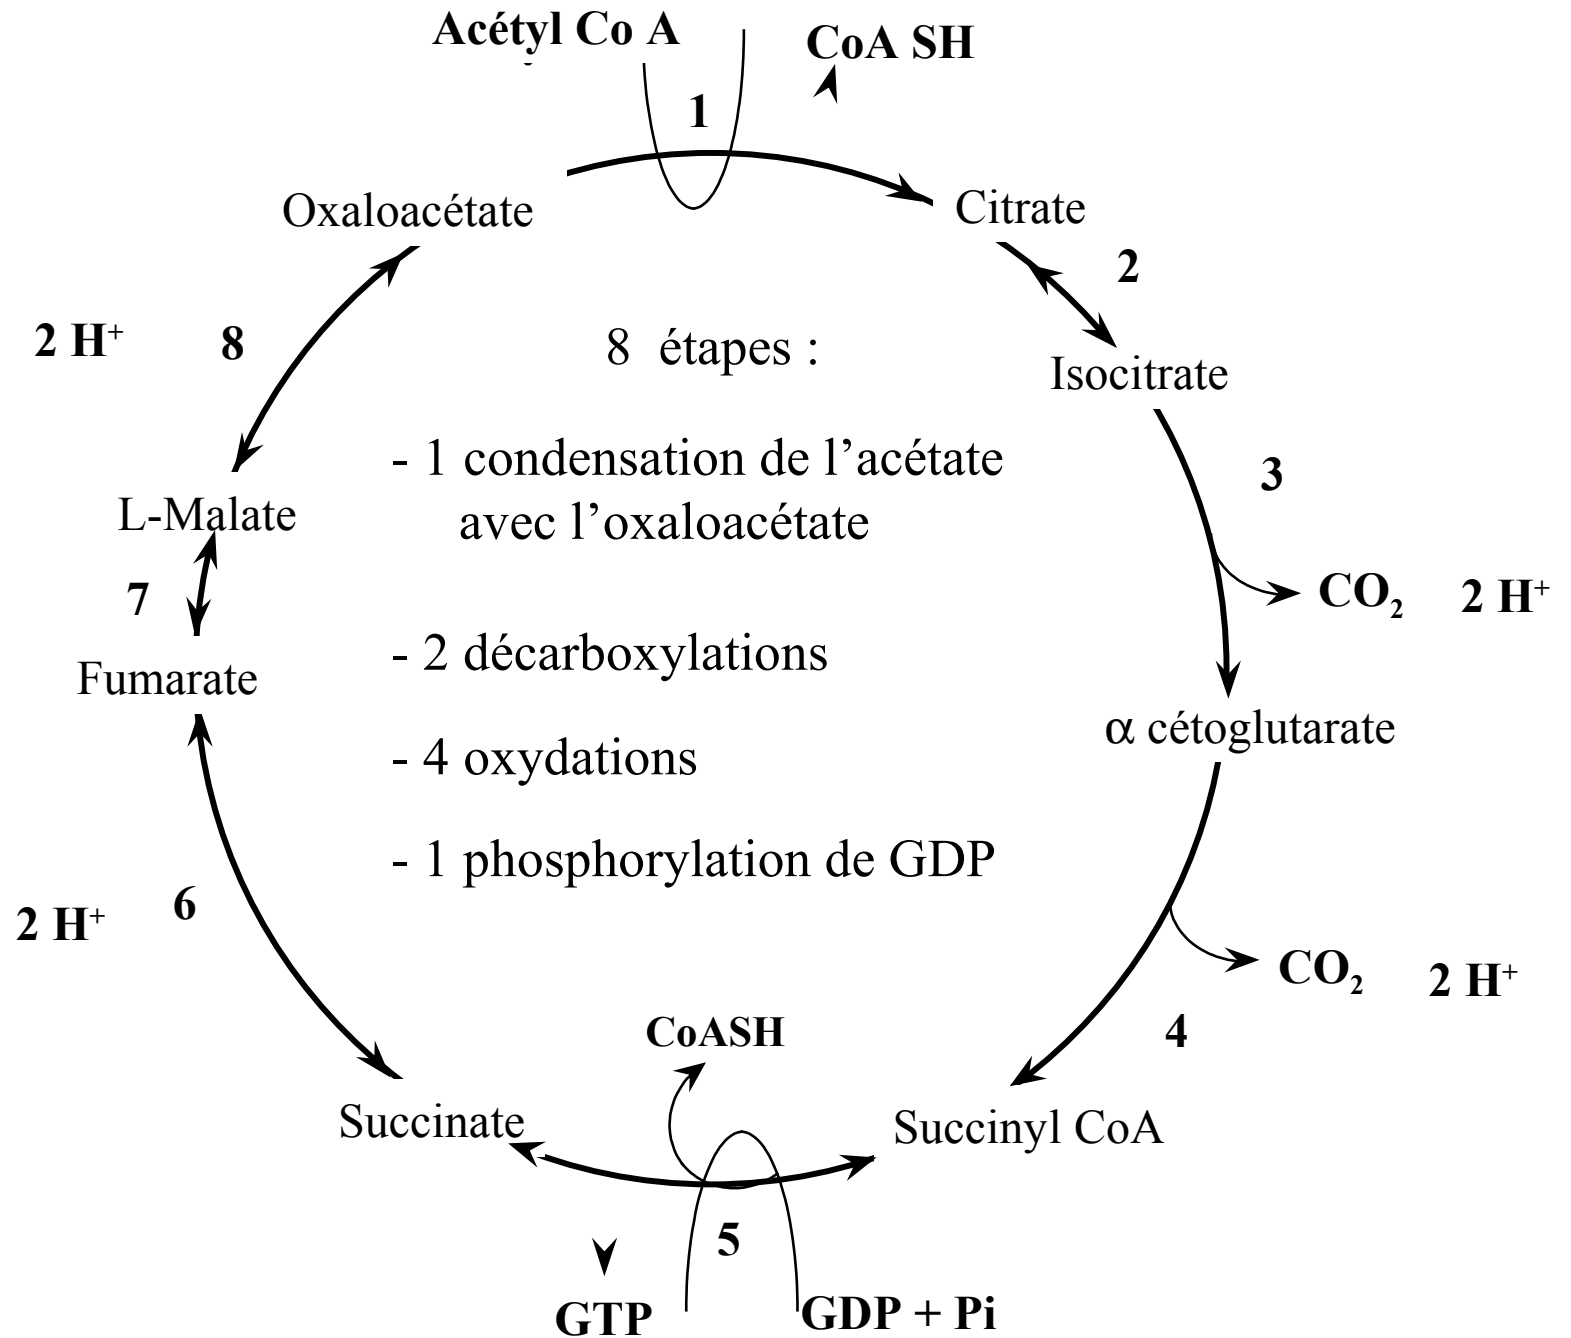 Acétyl Co A
CoA SH
1
Oxaloacétate
Citrate
2
2 H⁺
8
8 étapes :
Isocitrate
- 1 condensation de l’acétate
avec l’oxaloacétate
3
L-Malate
7
CO₂
2 H⁺
Fumarate
- 2 décarboxylations
α cétoglutarate
- 4 oxydations
- 1 phosphorylation de GDP
2 H⁺
6
CO₂
2 H⁺
4
CoASH
Succinate
Succinyl CoA
5
GTP
GDP + Pi